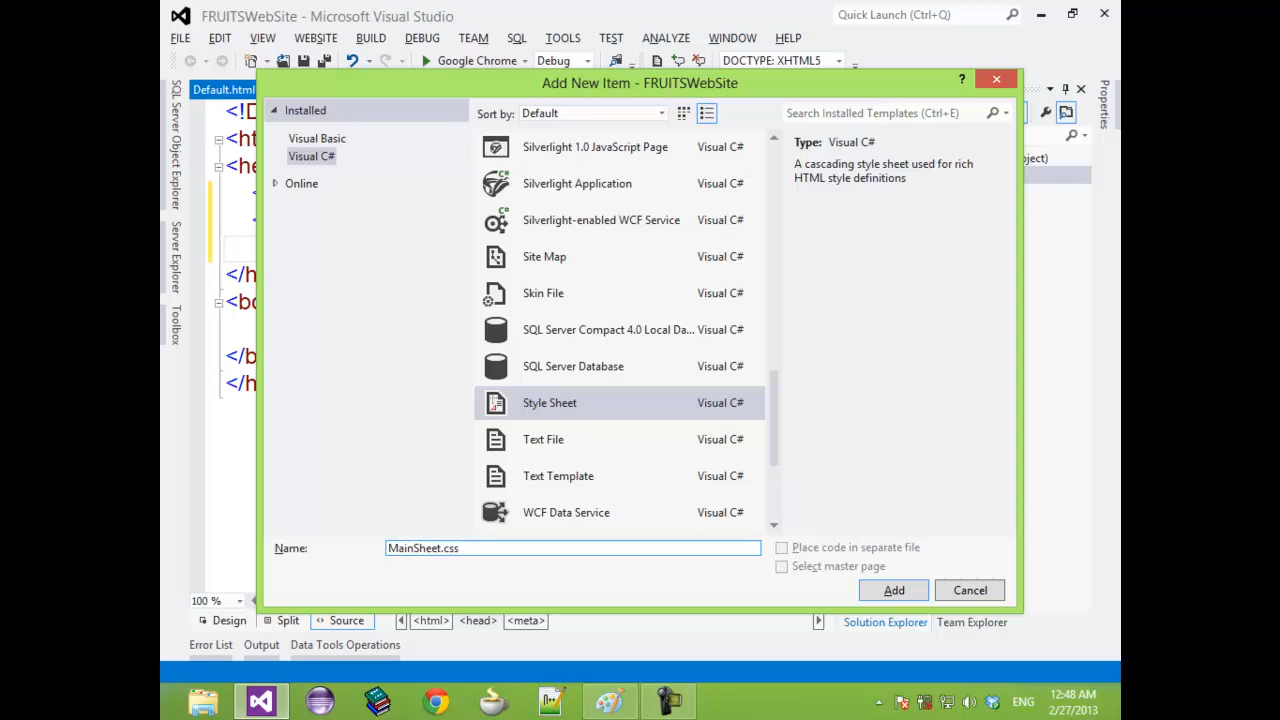 FRUITSWebSite - Microsoft Visual Studio
Quick Launch (Ctrl+Q)
FILE EDIT VIEW WEBSITE BUILD DEBUG TEAM SQL TOOLS TEST ANALYZE WINDOW HELP
Google Chrome Debug DOCTYPE: XHTML5
Add New Item - FRUITSWebSite
?
Default.html
SQL Server Object Explorer
Server Explorer
Toolbox
Properties
Installed
Visual Basic
Visual C#
Online
Sort by: Default
Search Installed Templates (Ctrl+E)
Silverlight 1.0 JavaScript Page Visual C#
Silverlight Application Visual C#
Silverlight-enabled WCF Service Visual C#
Site Map Visual C#
Skin File Visual C#
SQL Server Compact 4.0 Local Da... Visual C#
SQL Server Database Visual C#
Style Sheet Visual C#
Text File Visual C#
Text Template Visual C#
WCF Data Service Visual C#
Type: Visual C#
A cascading style sheet used for rich
HTML style definitions
Name: MainSheet.css
Place code in separate file
Select master page
Add Cancel
<!D
<ht
<he
</h
<bo
</b
</h
ject)
100 %
Design Split Source <html> <head> <meta>
Solution Explorer Team Explorer
Error List Output Data Tools Operations
ENG
12:48 AM
2/27/2013